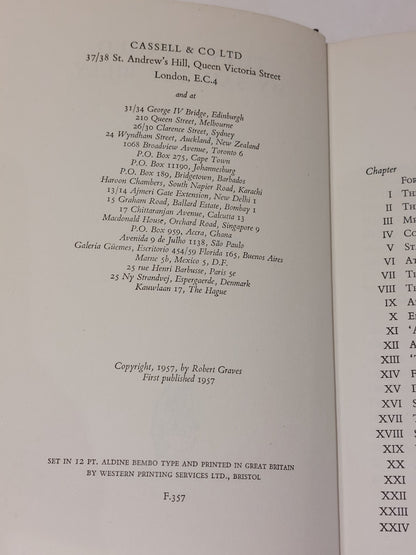 CASSELL & CO LTD
37/38 St. Andrew's Hill, Queen Victoria Street
London, E.C.4
and at
31/34 George IV Bridge, Edinburgh
210 Queen Street, Melbourne
26/30 Clarence Street, Sydney
24 Wyndham Street, Auckland, New Zealand
1068 Broadview Avenue, Toronto 6
P.O. Box 275, Cape Town
P.O. Box 11190, Johannesburg
P.O. Box 189, Bridgetown, Barbados
Haroon Chambers, South Napier Road, Karachi
13/14 Ajmeri Gate Extension, New Delhi 1
15 Graham Road, Ballard Estate, Bombay 1
17 Chittaranjan Avenue, Calcutta 13
Macdonald House, Orchard Road, Singapore 9
P.O. Box 959, Accra, Ghana
Avenida 9 de Julho 1138, São Paulo
Galeria Güemes, Escritorio 454/59 Florida 165, Buenos Aires
Marne 5b, Mexico 5, D.F.
25 rue Henri Barbusse, Paris 5e
25 Ny Strandvej, Espergaerde, Denmark
Kauwlaan 17, The Hague
Copyright, 1957, by Robert Graves
First published 1957
SET IN 12 PT. ALDINE BEMBO TYPE AND PRINTED IN GREAT BRITAIN
BY WESTERN PRINTING SERVICES LTD., BRISTOL
F.357
Chapter
I
II
III
IV
V
VI
VII
VIII
IX
X
XI
XII
XIII
XIV
XV
XVI
XVII
XVIII
XIX
XX
XXI
XXII
XXIII
XXIV